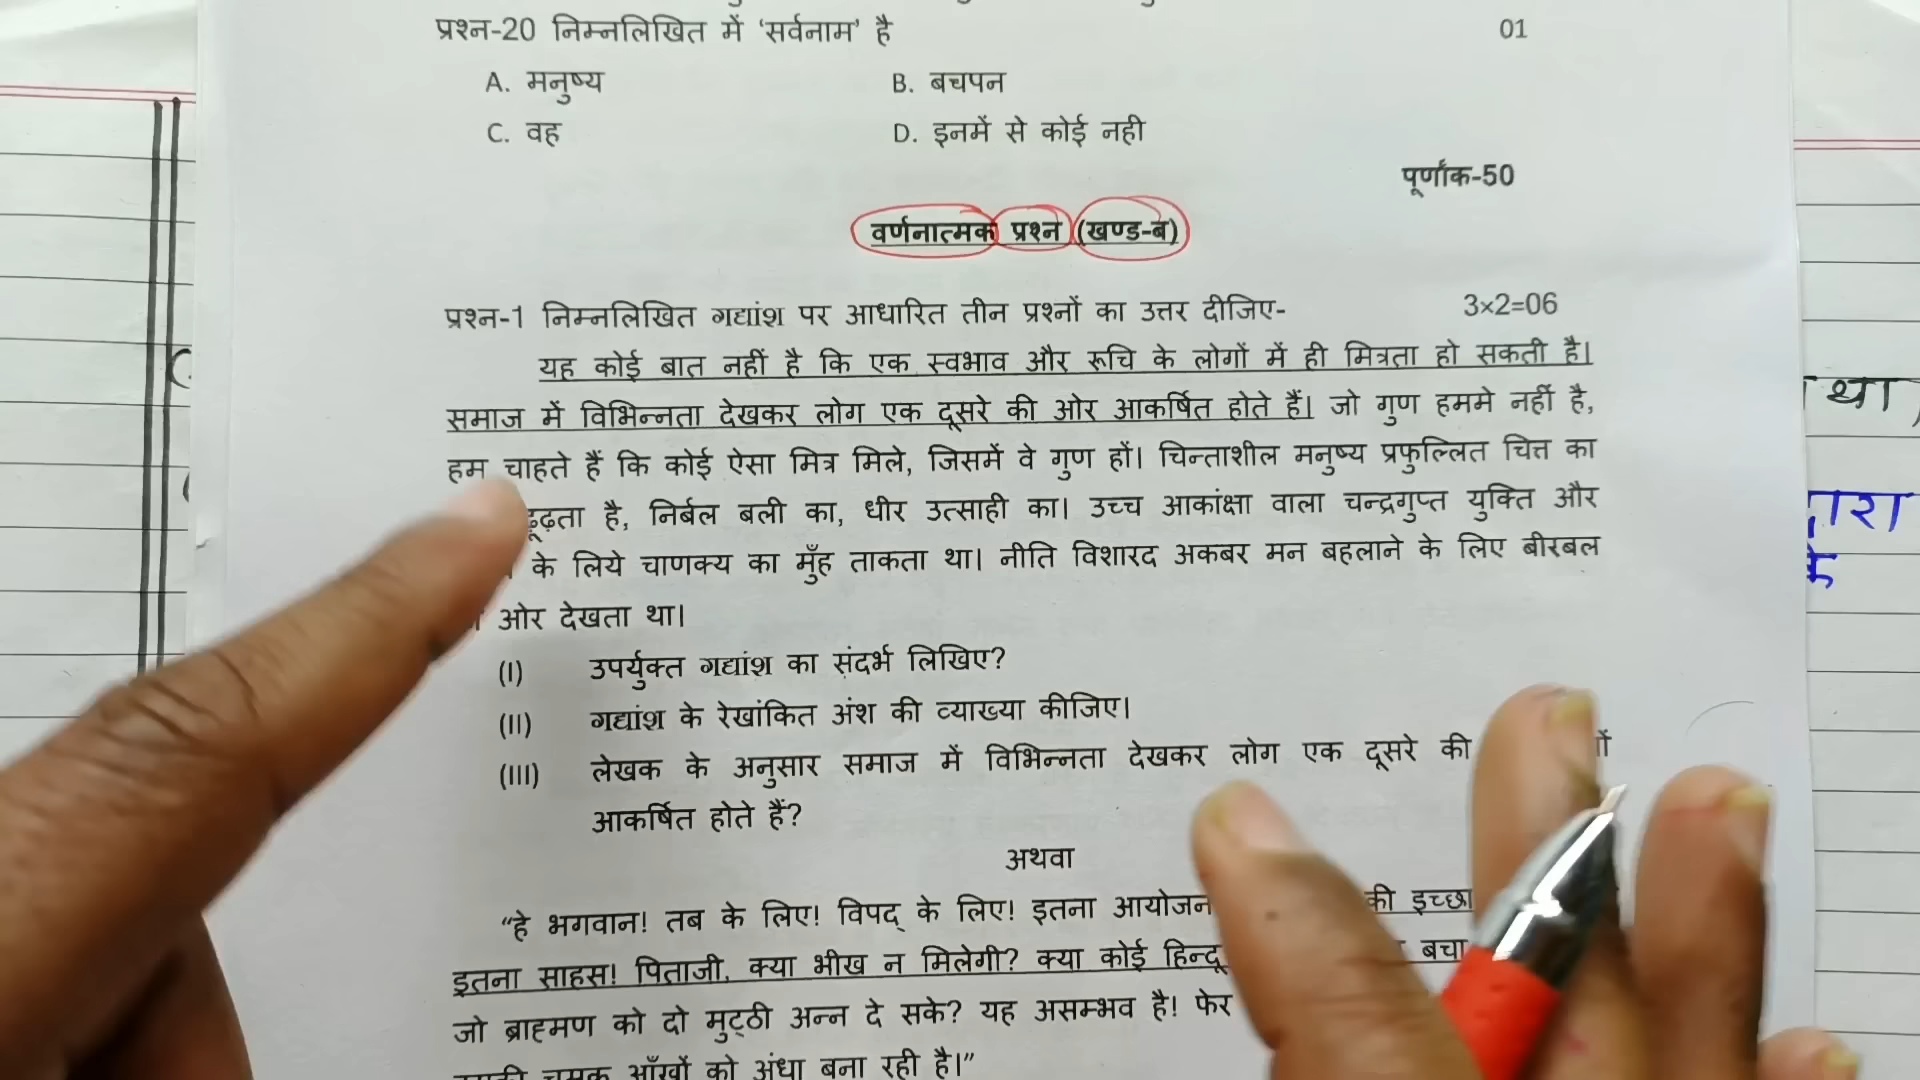 प्रश्न-20 निम्नलिखित में ‘सर्वनाम’ है 01
A. मनुष्य B. बचपन
C. वह D. इनमें से कोई नही
पूर्णांक-50
वर्णनात्मक प्रश्न (खण्ड-ब)
प्रश्न-1 निम्नलिखित गद्यांश पर आधारित तीन प्रश्नों का उत्तर दीजिए- 3×2=06
यह कोई बात नहीं है कि एक स्वभाव और रूचि के लोगों में ही मित्रता हो सकती है।
समाज में विभिन्नता देखकर लोग एक दूसरे की ओर आकर्षित होते हैं। जो गुण हममे नहीं है,
हम चाहते हैं कि कोई ऐसा मित्र मिले, जिसमें वे गुण हों। चिन्ताशील मनुष्य प्रफुल्लित चित्त का
है, निर्बल बली का, धीर उत्साही का। उच्च आकांक्षा वाला चन्द्रगुप्त युक्ति और
के लिये चाणक्य का मुँह ताकता था। नीति विशारद अकबर मन बहलाने के लिए बीरबल
ओर देखता था।
(I) उपर्युक्त गद्यांश का संदर्भ लिखिए?
(II) गद्यांश के रेखांकित अंश की व्याख्या कीजिए।
(III) लेखक के अनुसार समाज में विभिन्नता देखकर लोग एक दूसरे की
आकर्षित होते हैं?
अथवा
“हे भगवान! तब के लिए! विपद् के लिए! इतना आयोजन की इच्छा
इतना साहस! पिताजी, क्या भीख न मिलेगी? क्या कोई हिन्दू बचा
जो ब्राह्मण को दो मुट्ठी अन्न दे सके? यह असम्भव है! फेर
चमक आँखों को अंधा बना रही है।”
था
के